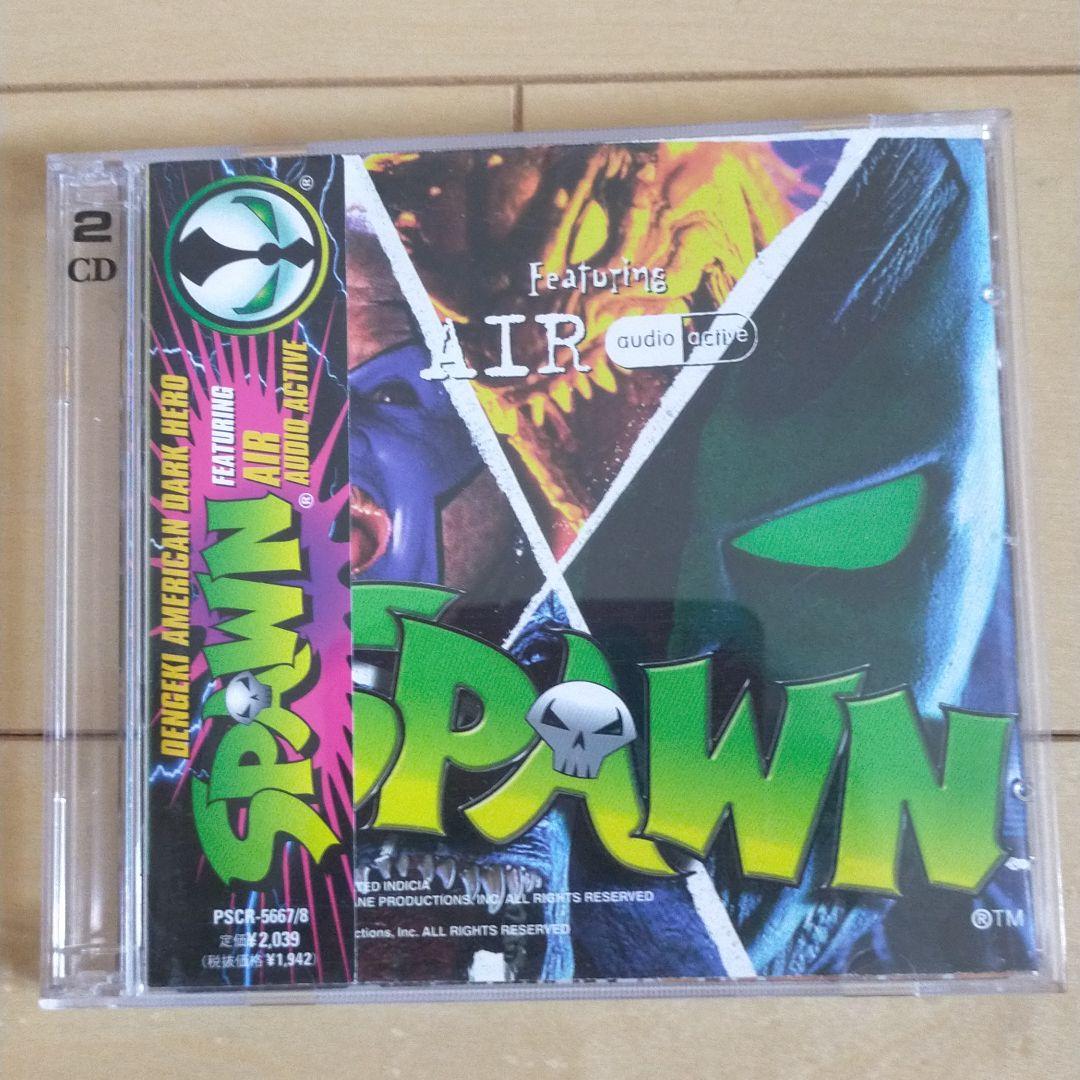 2
CD
DENGEKI AMERICAN DARK HERO
SPAWN®
FEATURING
AIR
AUDIO ACTIVE
®
PSCR-5667/8
定価¥2,039
(税抜価格 ¥1,942)
Featuring
AIR audio active
SPAWN
®TM
TED INDICIA
ANE PRODUCTIONS, INC. ALL RIGHTS RESERVED
ctions, Inc. ALL RIGHTS RESERVED